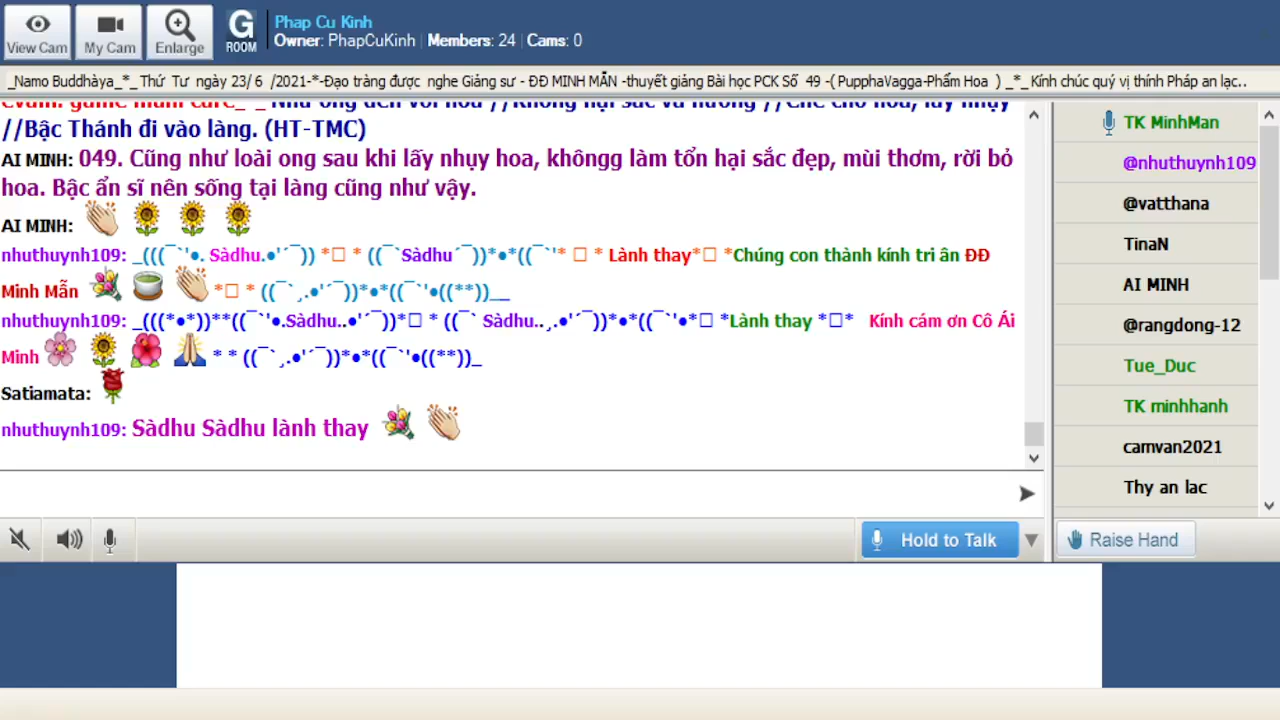 View Cam
My Cam
Enlarge
G
ROOM
Phap Cu Kinh
Owner: PhapCuKinh | Members: 24 | Cams: 0
_Namo Buddhàya_*_Thứ Tư ngày 23/ 6 /2021-*-Đạo tràng được nghe Giảng sư - ĐĐ MINH MẪN -thuyết giảng Bài học PCK Số 49 -( PupphaVagga-Phẩm Hoa ) _*_Kính chúc quý vị thính Pháp an lạc..
//Bậc Thánh đi vào làng. (HT-TMC)
AI MINH: 049. Cũng như loài ong sau khi lấy nhụy hoa, khôngg làm tổn hại sắc đẹp, mùi thơm, rời bỏ
hoa. Bậc ẩn sĩ nên sống tại làng cũng như vậy.
AI MINH:
nhuthuynh109: _(((¯`'•. Sàdhu.•'´¯)) *□ * ((¯`Sàdhu´¯))*•*((¯`'* □ * Lành thay*□ *Chúng con thành kính tri ân ĐĐ
Minh Mẫn *□ * ((¯`¸.•'´¯))*•*((¯`'•((**))__
nhuthuynh109: _(((*•*))**((¯`'•.Sàdhu..•'´¯))*□ * ((¯` Sàdhu..¸.•'´¯))*•*((¯`'•*□ *Lành thay *□* Kính cám ơn Cô Ái
Minh * * ((¯`¸.•'´¯))*•*((¯`'•((**))_
Satiamata:
nhuthuynh109: Sàdhu Sàdhu lành thay
TK MinhMan
@nhuthuynh109
@vatthana
TinaN
AI MINH
@rangdong-12
Tue_Duc
TK minhhanh
camvan2021
Thy an lac
Hold to Talk
Raise Hand